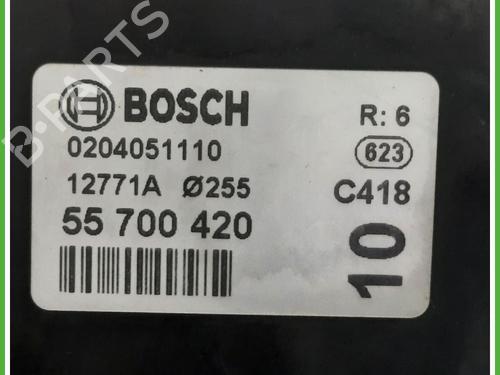 BOSCH
R: 6
0204051110
623
12771A Ø255
C418
55 700 420
10
B-PARTS